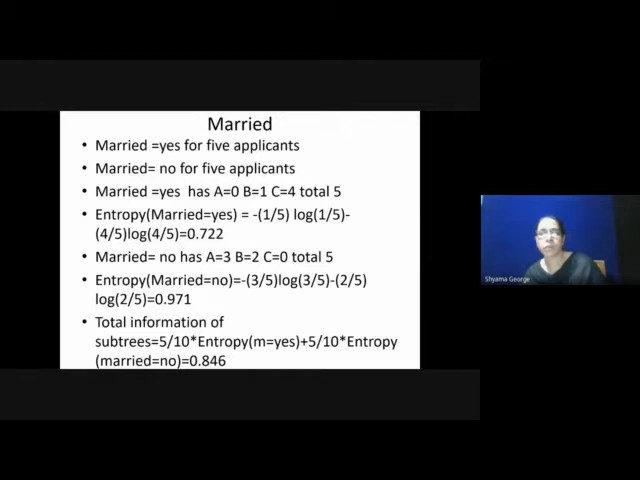 Married
• Married =yes for five applicants
• Married= no for five applicants
• Married =yes  has A=0 B=1 C=4 total 5
• Entropy(Married=yes) = -(1/5) log(1/5)-
(4/5)log(4/5)=0.722
• Married= no has A=3 B=2 C=0 total 5
• Entropy(Married=no)=-(3/5)log(3/5)-(2/5)
log(2/5)=0.971
• Total information of
subtrees=5/10*Entropy(m=yes)+5/10*Entropy
(married=no)=0.846
Shyama George